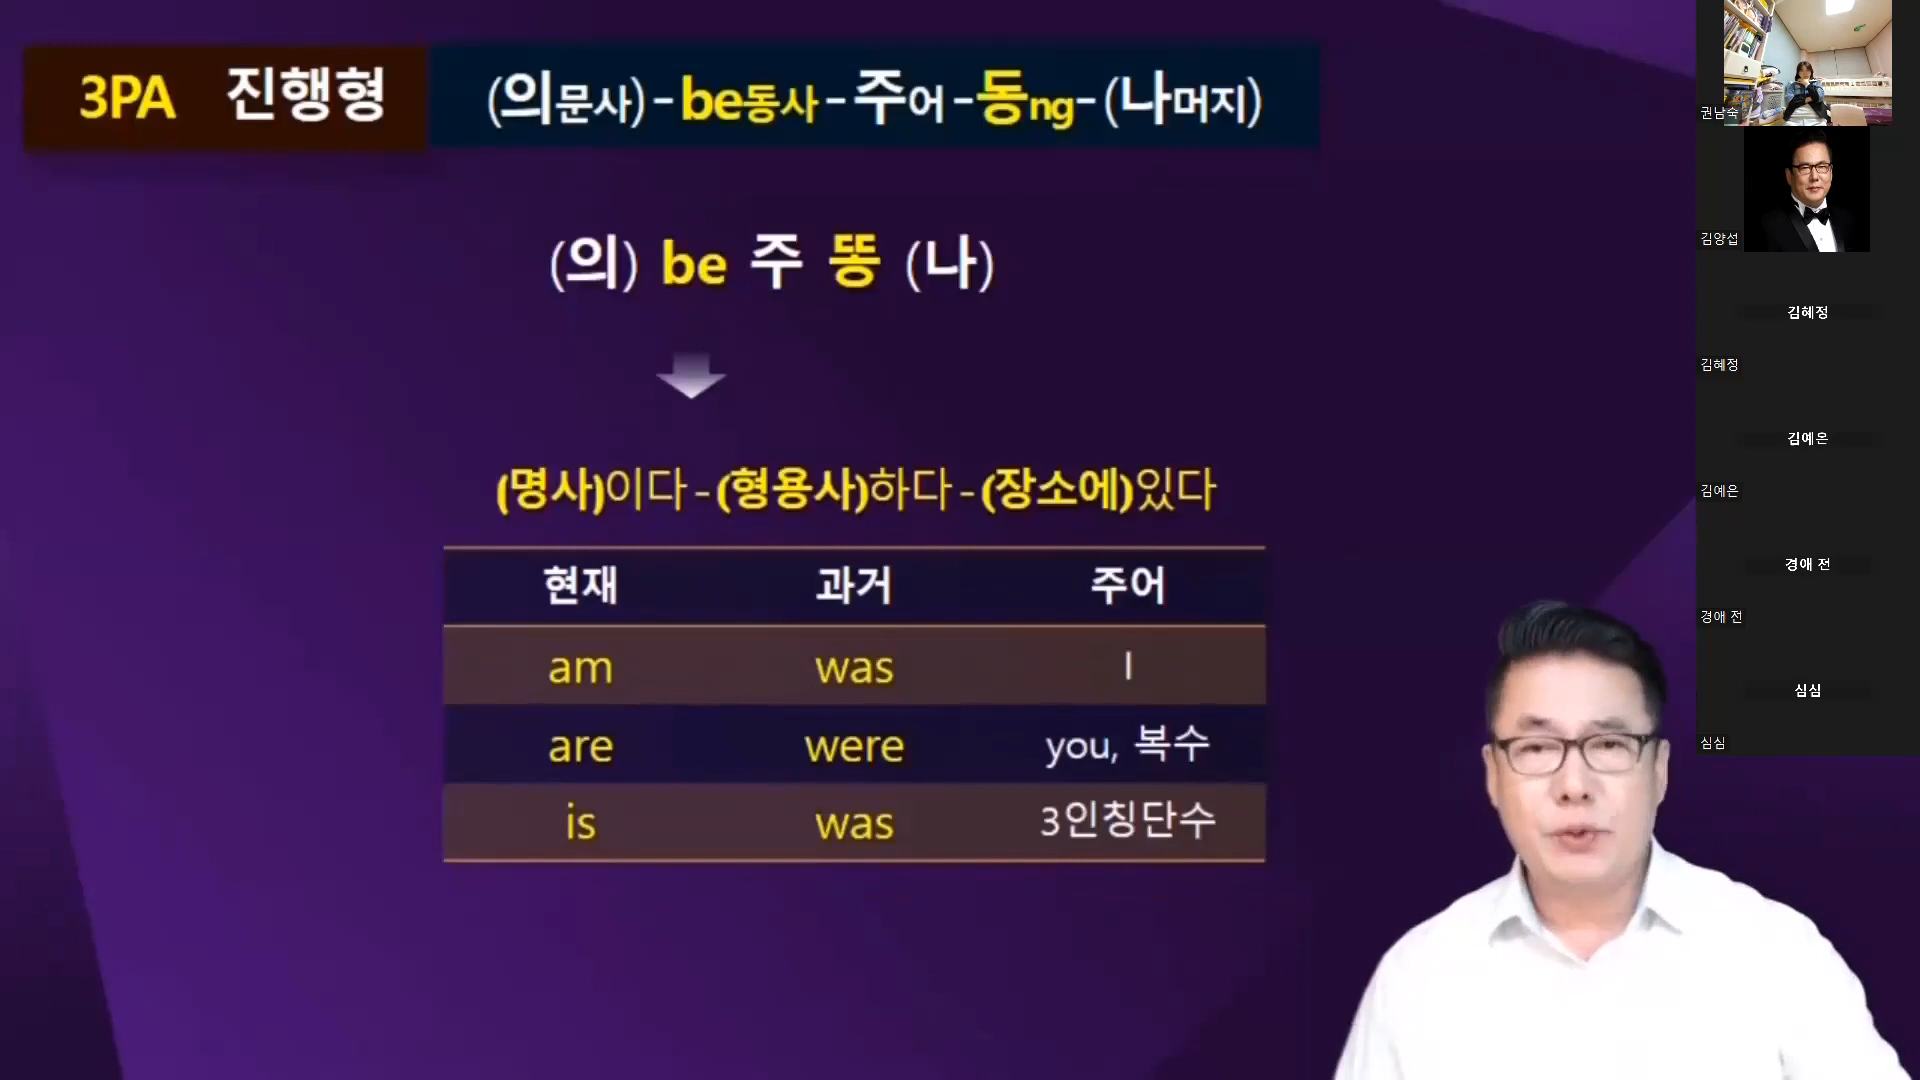 3PA 진행형 (의문사)-be동사-주어-동ng-(나머지)
(의) be 주 똥 (나)
(명사)이다-(형용사)하다-(장소에)있다
현재 과거 주어
am was I
are were you, 복수
is was 3인칭단수
권남숙
김양섭
김혜정
김혜정
김예은
김예은
경애 전
경애 전
심심
심심